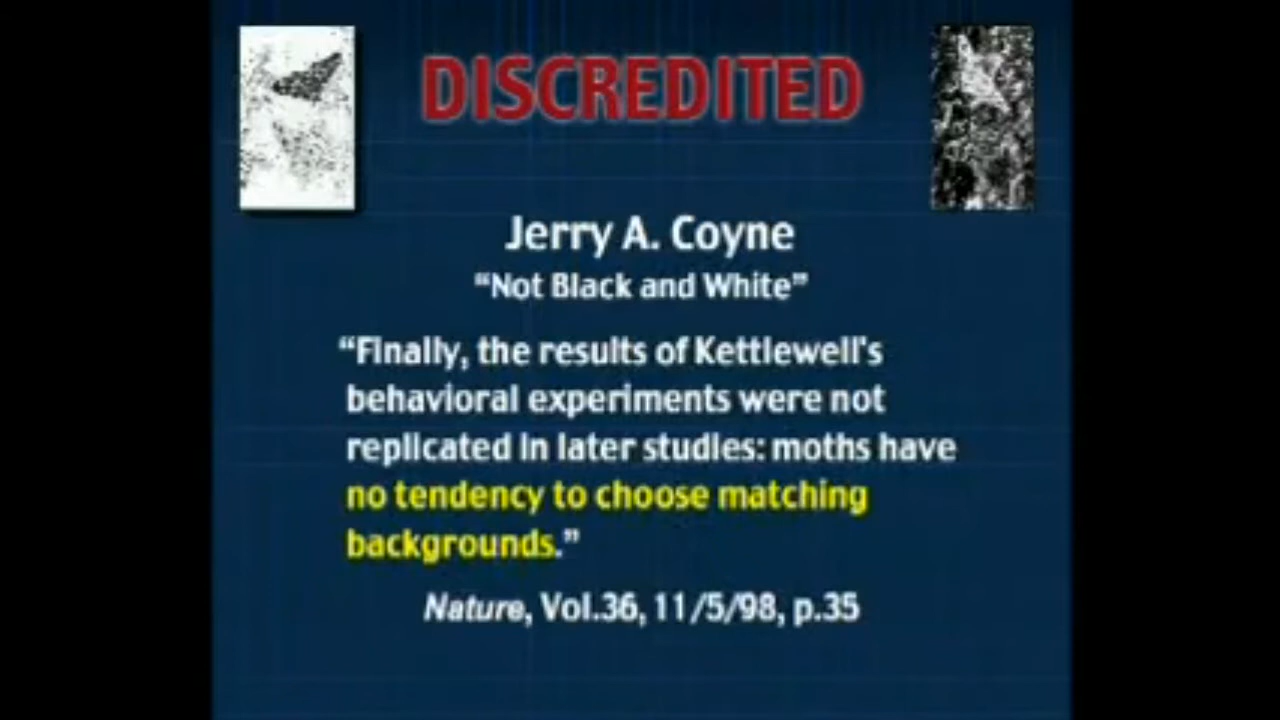 DISCREDITED
Jerry A. Coyne
“Not Black and White”
“Finally, the results of Kettlewell's
behavioral experiments were not
replicated in later studies: moths have
no tendency to choose matching
backgrounds.”
Nature, Vol.36, 11/5/98, p.35